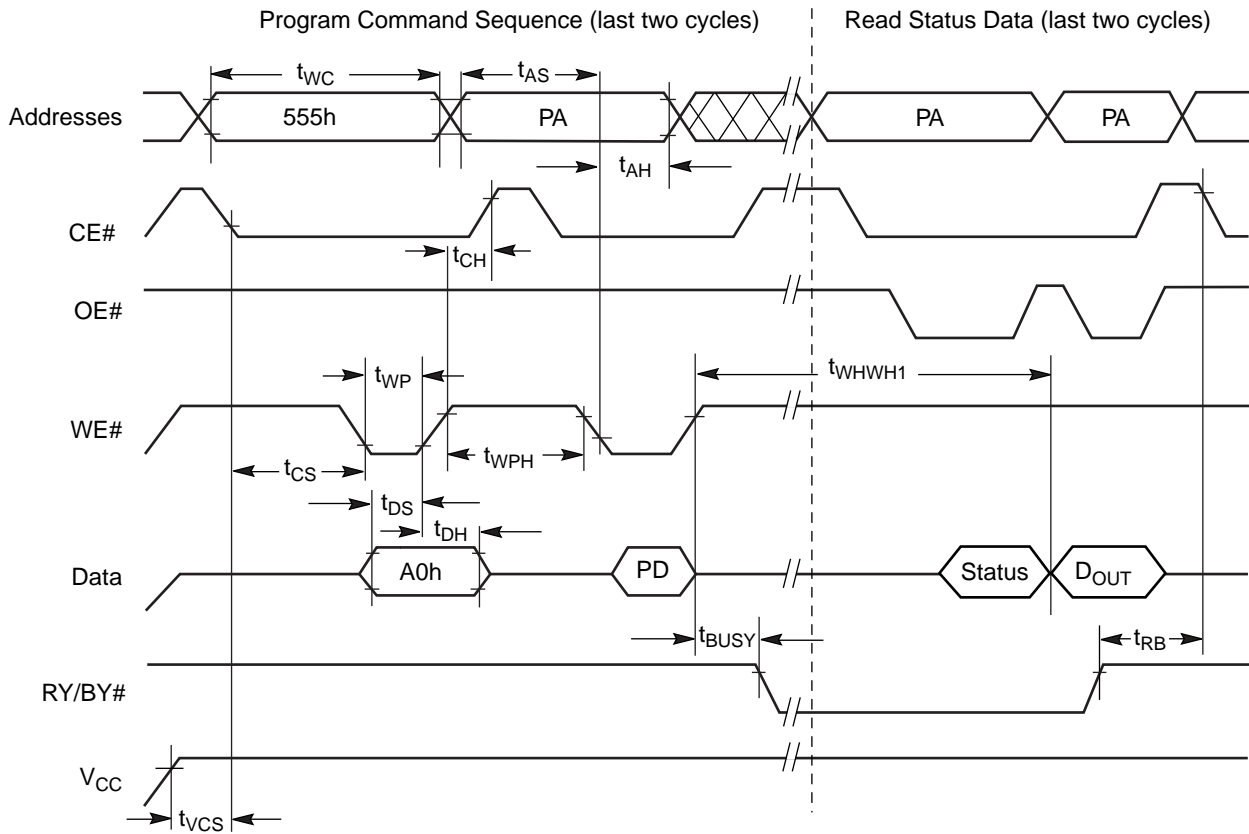 Program Command Sequence (last two cycles)
Read Status Data (last two cycles)
tWC
tAS
Addresses
555h
PA
PA
PA
tAH
CE#
tCH
OE#
tWP
tWHWH1
WE#
tCS
tWPH
tDS
tDH
Data
A0h
PD
Status
DOUT
tBUSY
tRB
RY/BY#
VCC
tVCS